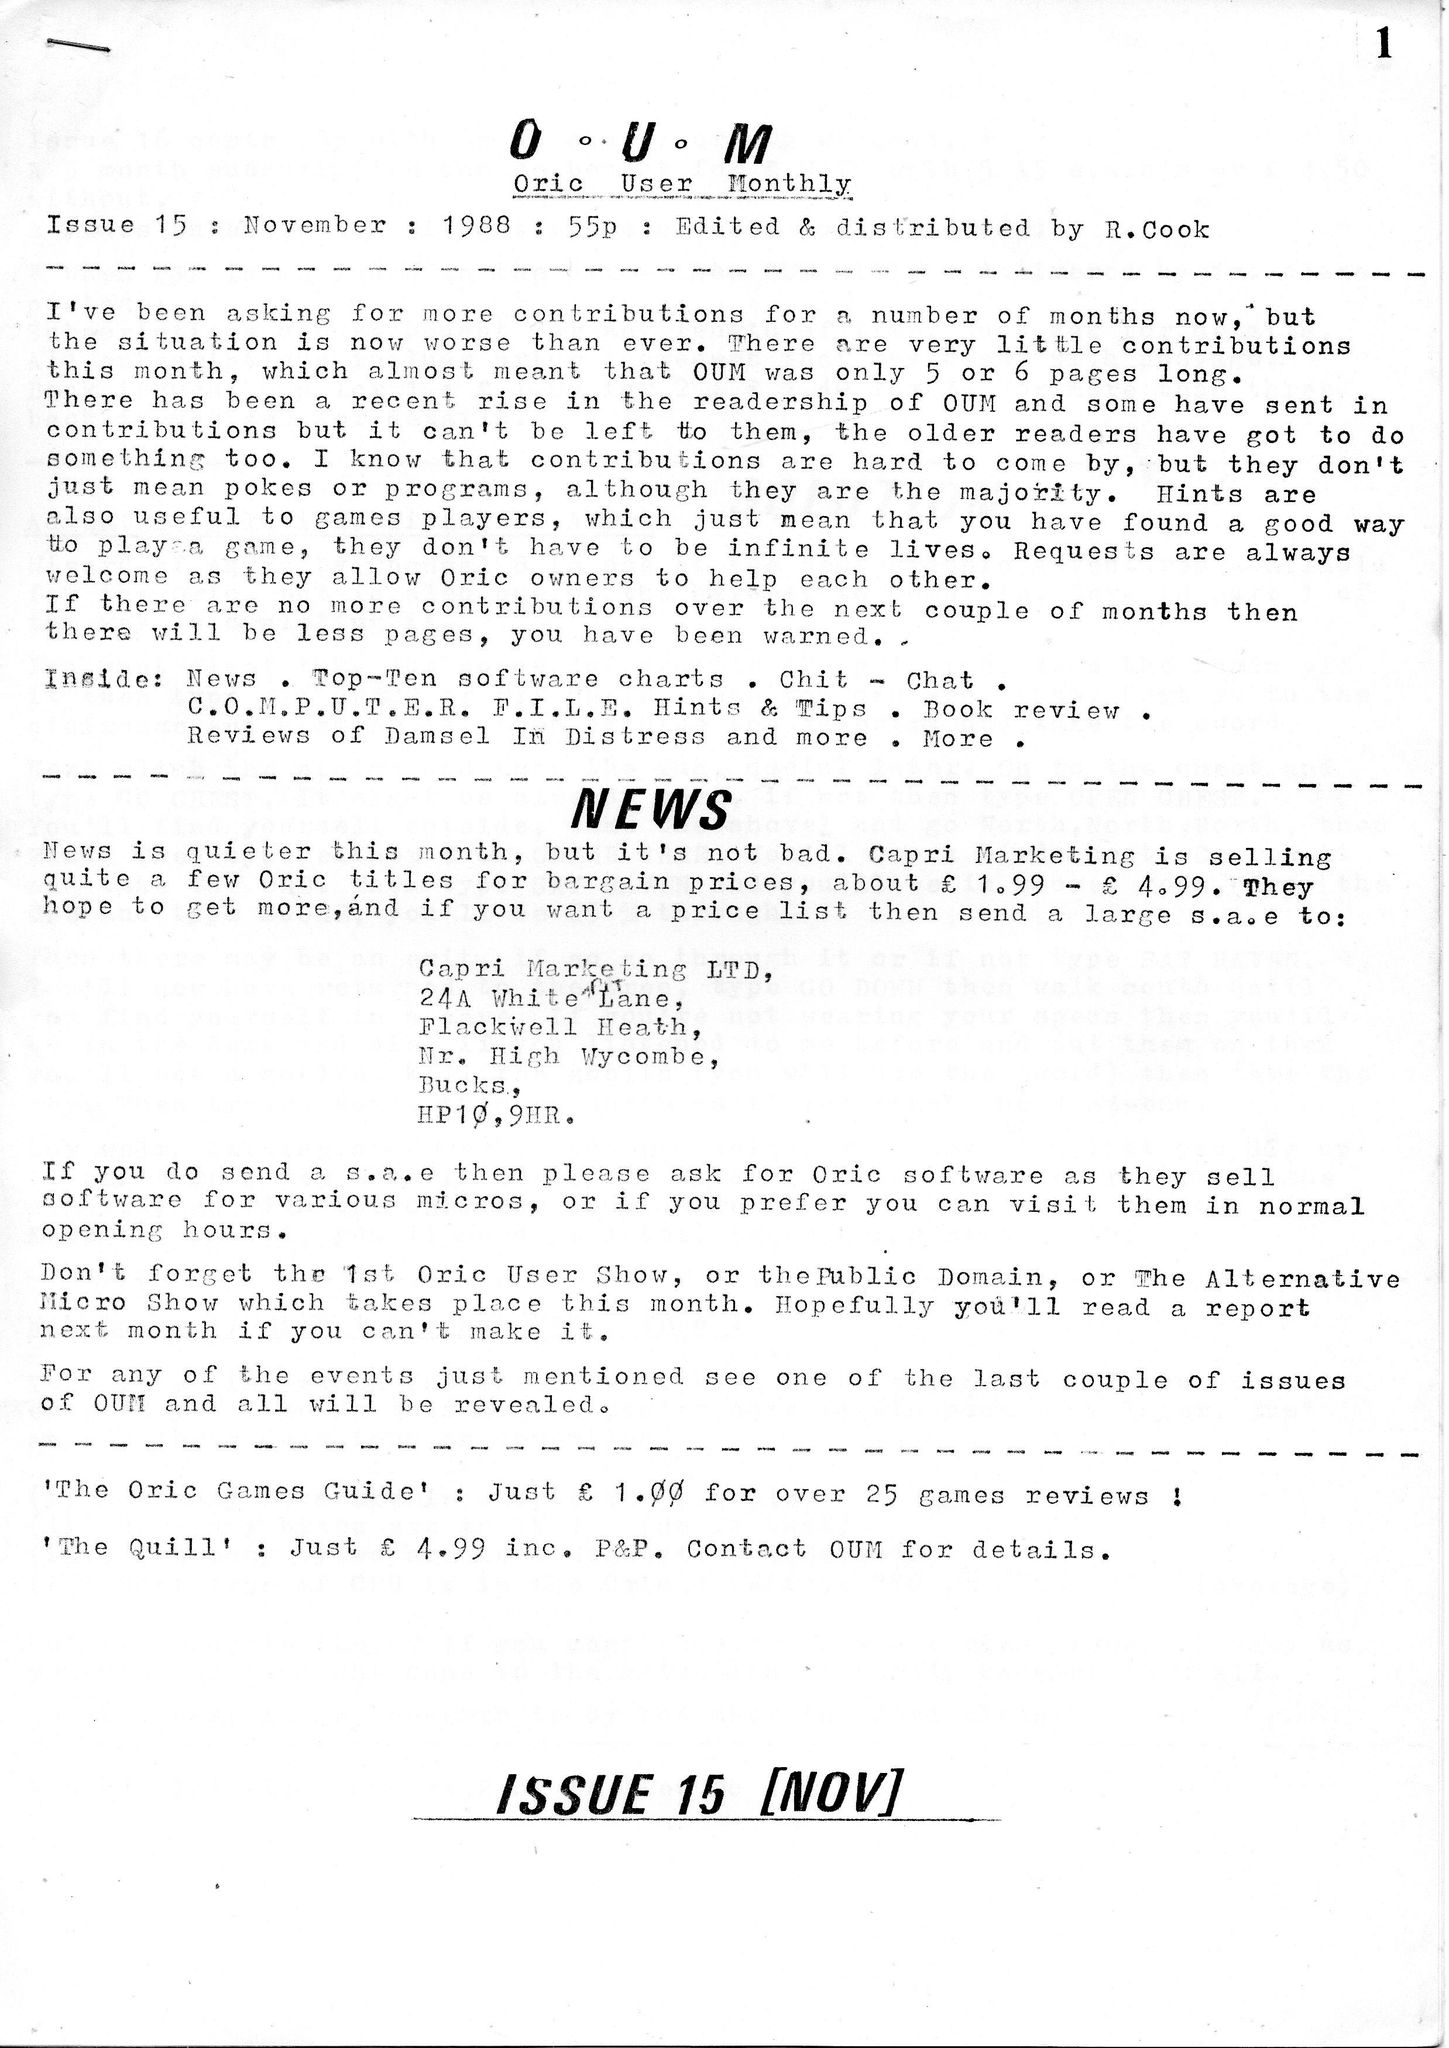 1
O . U . M
Oric User Monthly
Issue 15 : November : 1988 : 55p : Edited & distributed by R.Cook
I've been asking for more contributions for a number of months now, but
the situation is now worse than ever. There are very little contributions
this month, which almost meant that OUM was only 5 or 6 pages long.
There has been a recent rise in the readership of OUM and some have sent in
contributions but it can't be left to them, the older readers have got to do
something too. I know that contributions are hard to come by, but they don't
just mean pokes or programs, although they are the majority. Hints are
also useful to games players, which just mean that you have found a good way
to play a game, they don't have to be infinite lives. Requests are always
welcome as they allow Oric owners to help each other.
If there are no more contributions over the next couple of months then
there will be less pages, you have been warned.
Inside: News . Top-Ten software charts . Chit - Chat .
C.O.M.P.U.T.E.R. F.I.L.E. Hints & Tips . Book review .
Reviews of Damsel In Distress and more . More .
NEWS
News is quieter this month, but it's not bad. Capri Marketing is selling
quite a few Oric titles for bargain prices, about £ 1.99 - £ 4.99. They
hope to get more,and if you want a price list then send a large s.a.e to:
Capri Marketing LTD,
24A White Lane,
Flackwell Heath,
Nr. High Wycombe,
Bucks.,
HP10,9HR.
If you do send a s.a.e then please ask for Oric software as they sell
software for various micros, or if you prefer you can visit them in normal
opening hours.
Don't forget the 1st Oric User Show, or thePublic Domain, or The Alternative
Micro Show which takes place this month. Hopefully you'll read a report
next month if you can't make it.
For any of the events just mentioned see one of the last couple of issues
of OUM and all will be revealed.
'The Oric Games Guide' : Just £ 1.00 for over 25 games reviews !
'The Quill' : Just £ 4.99 inc. P&P. Contact OUM for details.
ISSUE 15 [NOV]